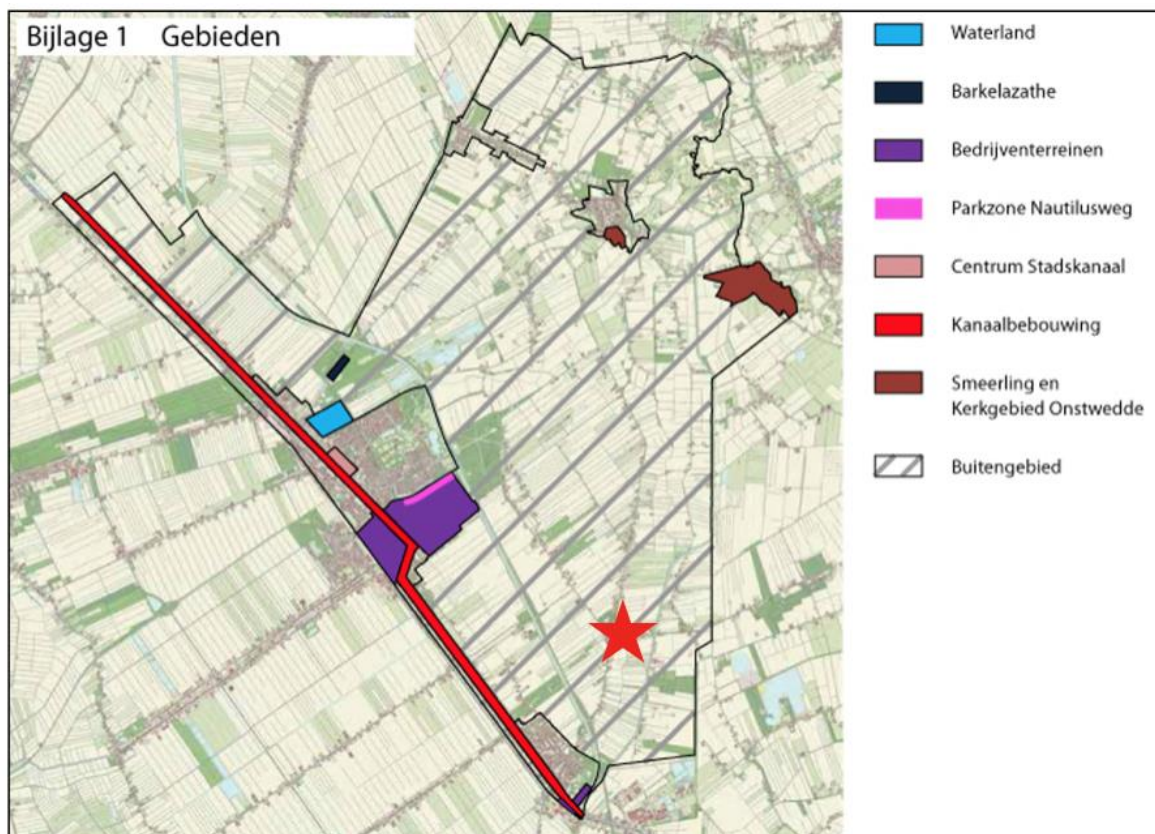 Bijlage 1 Gebieden
Waterland
Barkelazathe
Bedrijventerreinen
Parkzone Nautilusweg
Centrum Stadskanaal
Kanaalbebouwing
Smeerling en
Kerkgebied Onstwedde
Buitengebied